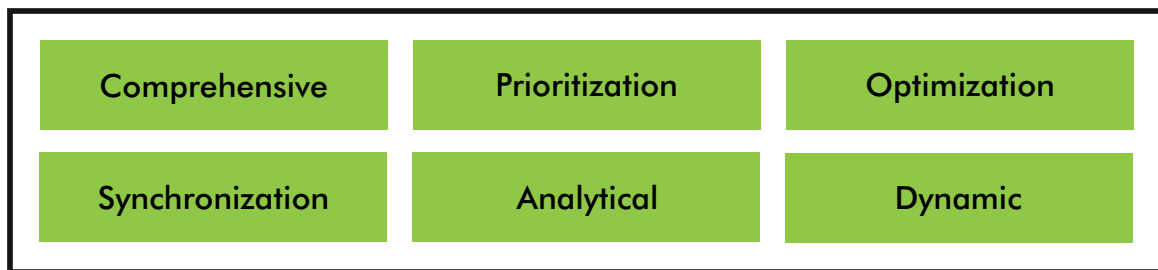 Comprehensive
Prioritization
Optimization
Synchronization
Analytical
Dynamic